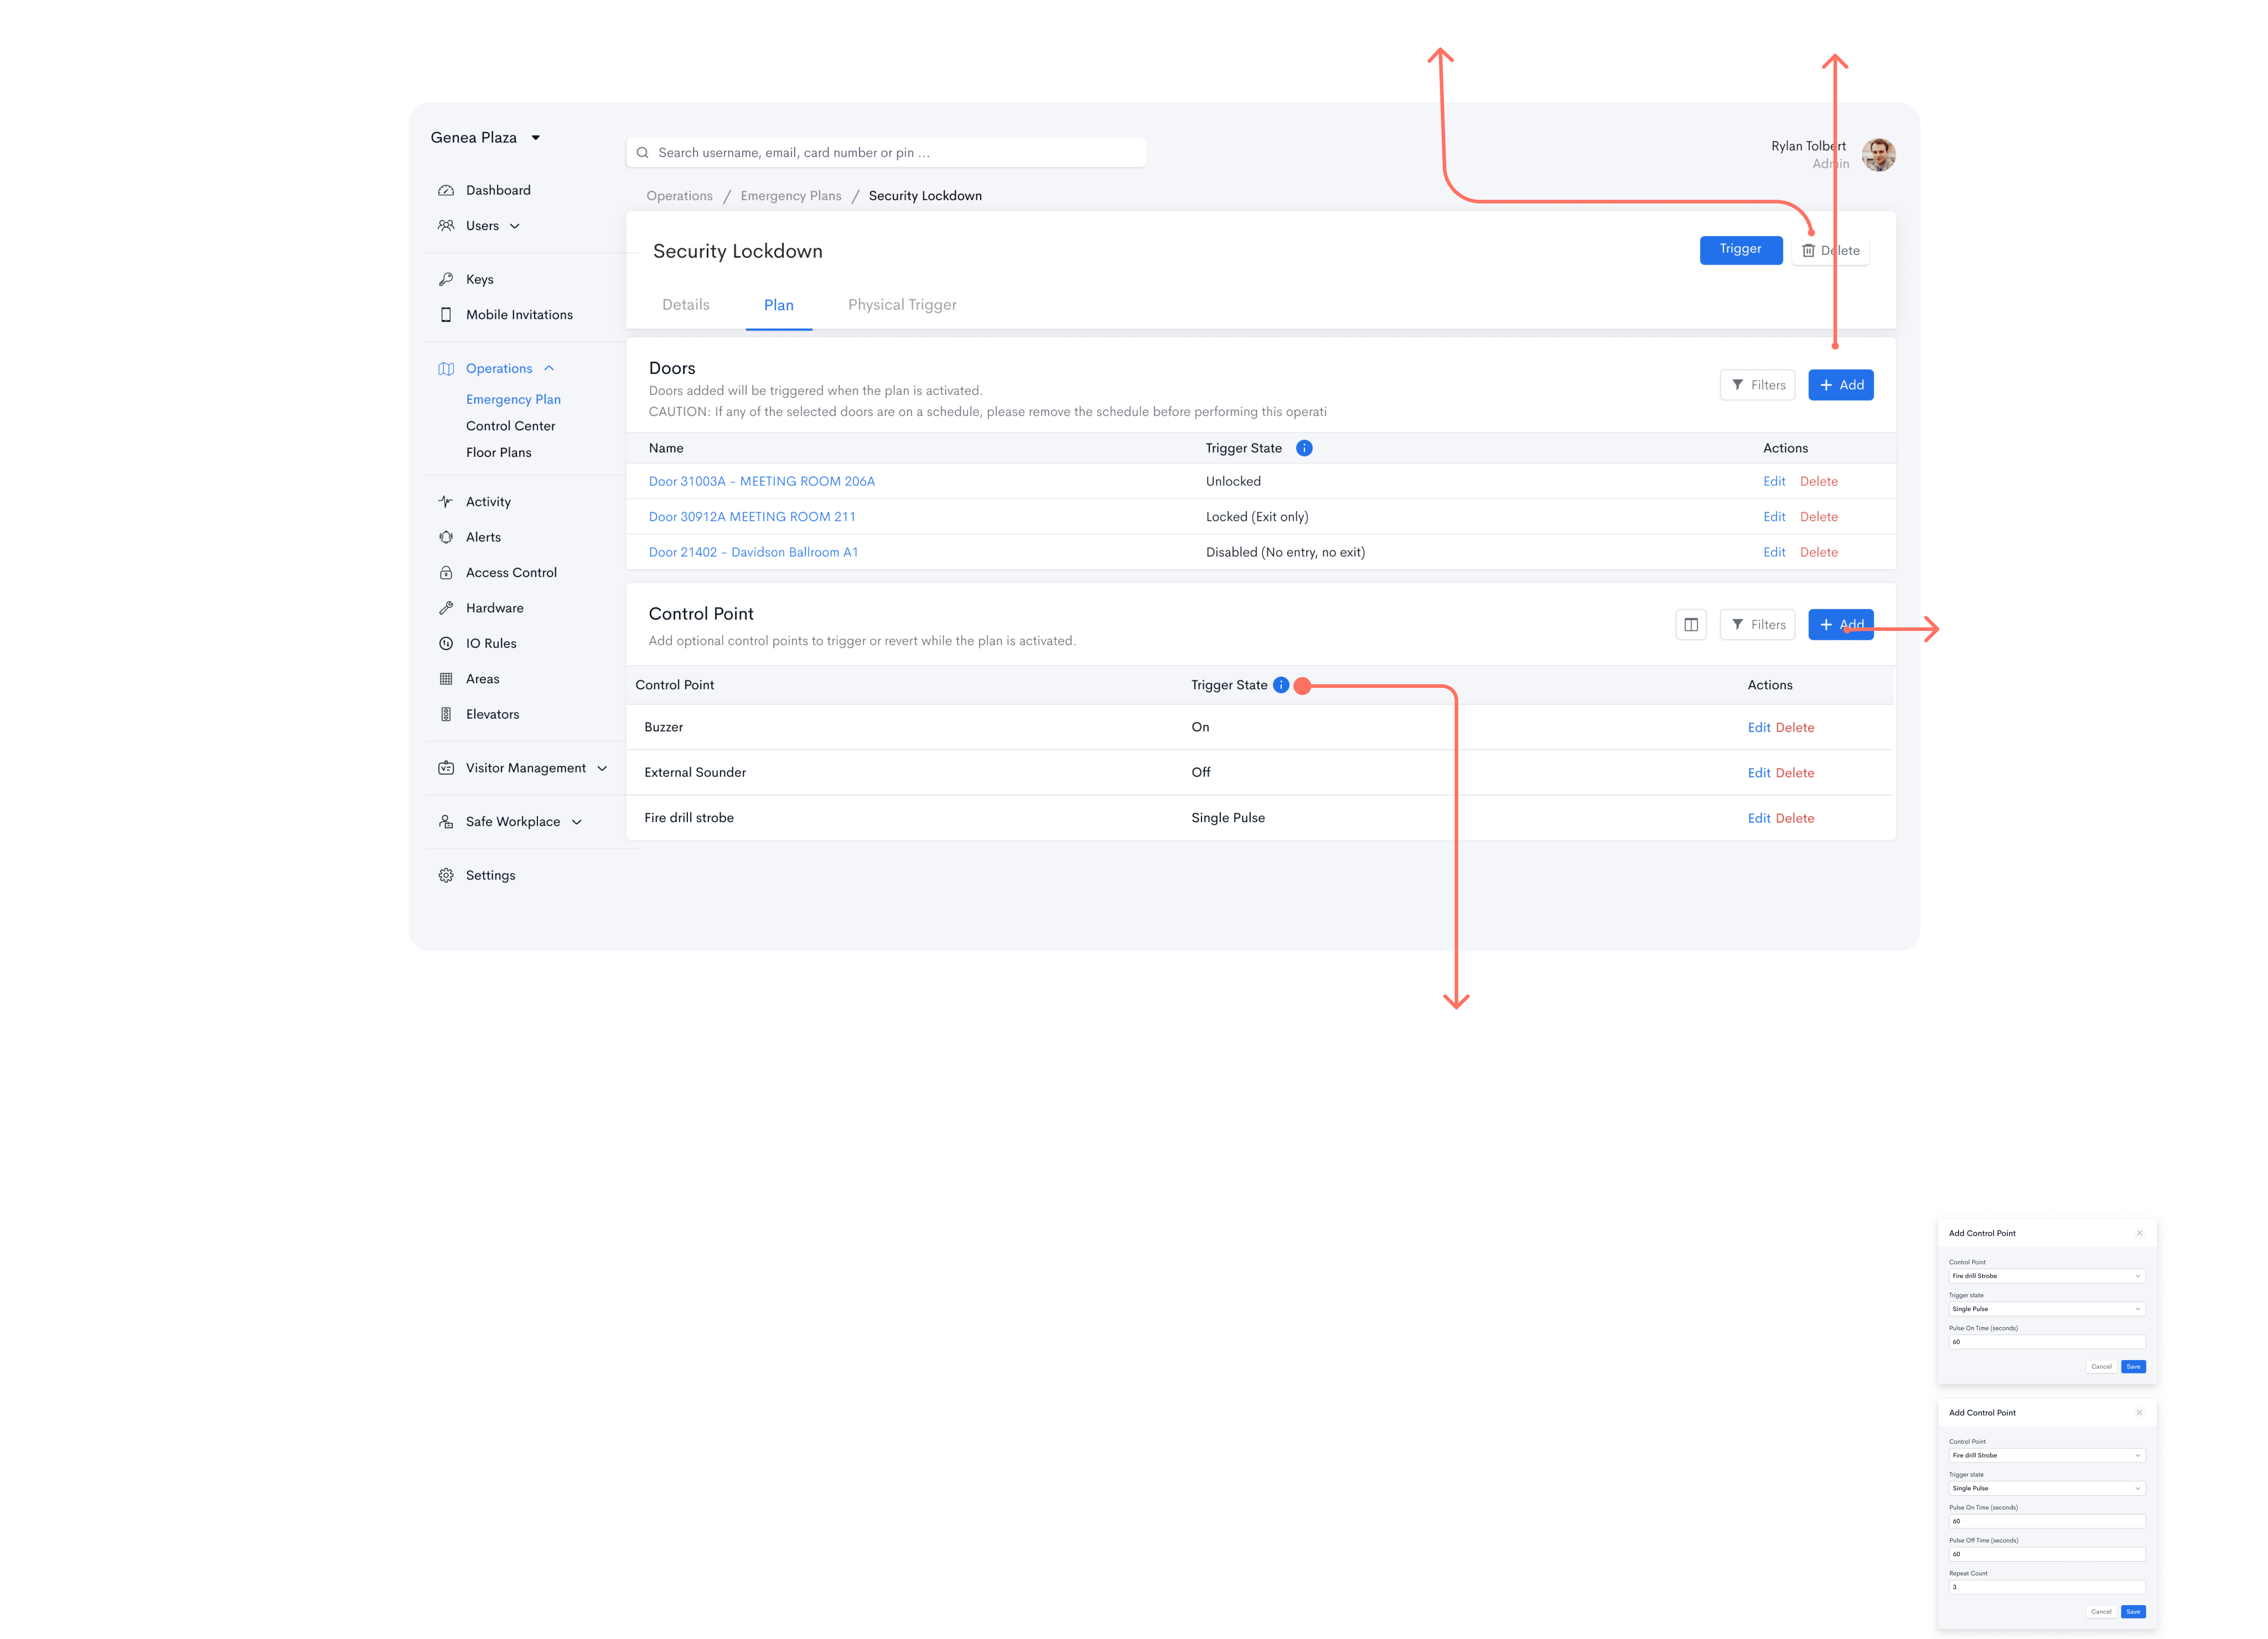 Genea Plaza
Search username, email, card number or pin ...
Rylan Tolbert
Admin
Dashboard
Users
Keys
Mobile Invitations
Operations
Emergency Plan
Control Center
Floor Plans
Activity
Alerts
Access Control
Hardware
IO Rules
Areas
Elevators
Visitor Management
Safe Workplace
Settings
Operations / Emergency Plans / Security Lockdown
Security Lockdown
Trigger
Delete
Details
Plan
Physical Trigger
Doors
Doors added will be triggered when the plan is activated.
CAUTION: If any of the selected doors are on a schedule, please remove the schedule before performing this operati
Filters
+ Add
Name Trigger State Actions
Door 31003A - MEETING ROOM 206A Unlocked Edit Delete
Door 30912A MEETING ROOM 211 Locked (Exit only) Edit Delete
Door 21402 - Davidson Ballroom A1 Disabled (No entry, no exit) Edit Delete
Control Point
Add optional control points to trigger or revert while the plan is activated.
Filters
+ Add
Control Point Trigger State Actions
Buzzer On Edit Delete
External Sounder Off Edit Delete
Fire drill strobe Single Pulse Edit Delete
Add Control Point
Control Point
Fire drill Strobe
Trigger state
Single Pulse
Pulse On Time (seconds)
60
Cancel Save
Add Control Point
Control Point
Fire drill Strobe
Trigger state
Single Pulse
Pulse On Time (seconds)
60
Pulse Off Time (seconds)
60
Repeat Count
3
Cancel Save